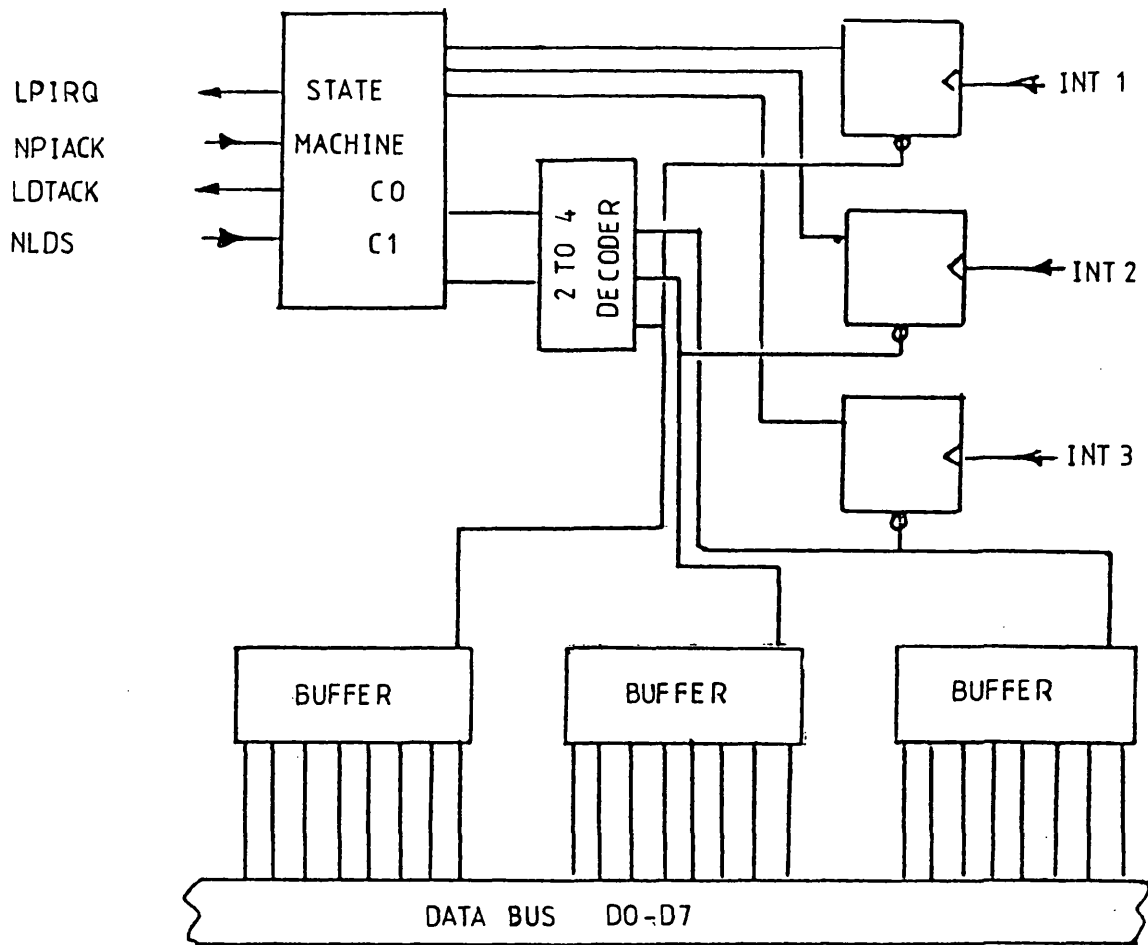 LPIRQ
NPIACK
LDTACK
NLDS
STATE
MACHINE
C0
C1
2 TO 4
DECODER
INT 1
INT 2
INT 3
BUFFER
BUFFER
BUFFER
DATA BUS D0-D7